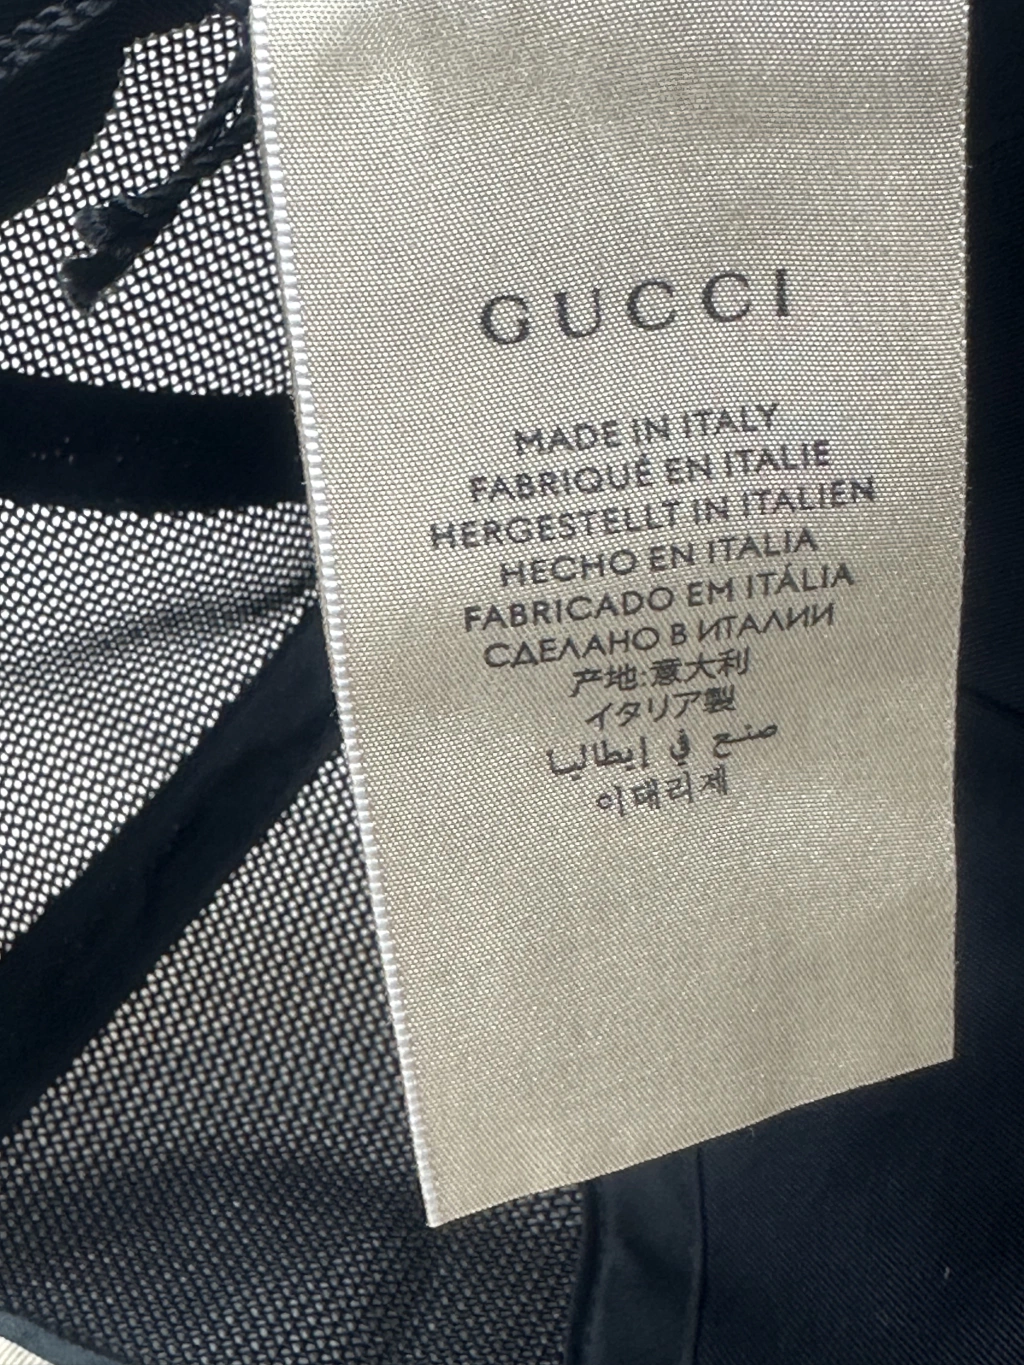 GUCCI
MADE IN ITALY
FABRIQUÉ EN ITALIE
HERGESTELLT IN ITALIEN
HECHO EN ITALIA
FABRICADO EM ITÁLIA
СДЕЛАНО В ИТАЛИИ
产地:意大利
イタリア製
صنع في إيطاليا
이태리제